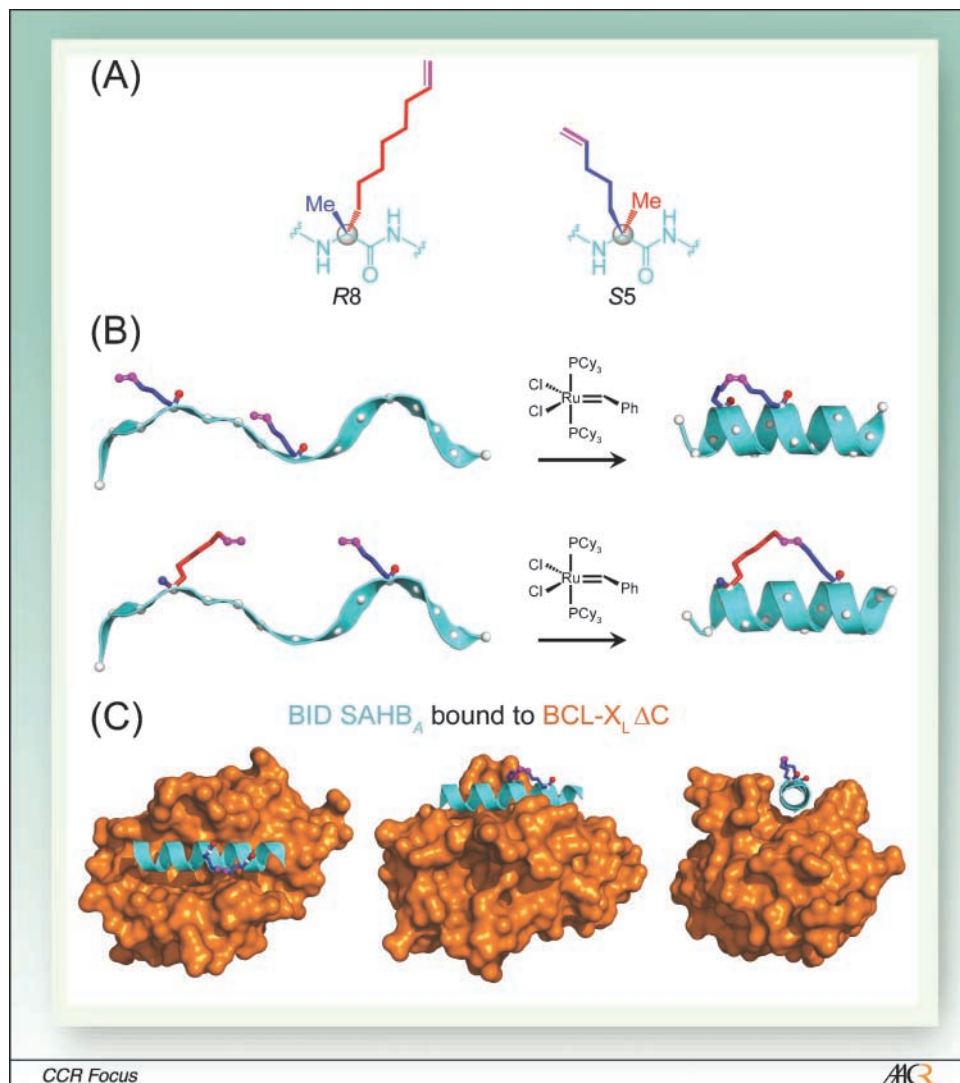 (A)
Me
Me
N
H
H
N
O
N
H
H
N
O
R8
S5
(B)
PCy3
Cl
Cl
Ru
Ph
PCy3
PCy3
Cl
Cl
Ru
Ph
PCy3
(C)
BID SAHBA bound to BCL-XL ΔC
CCR Focus
AACR